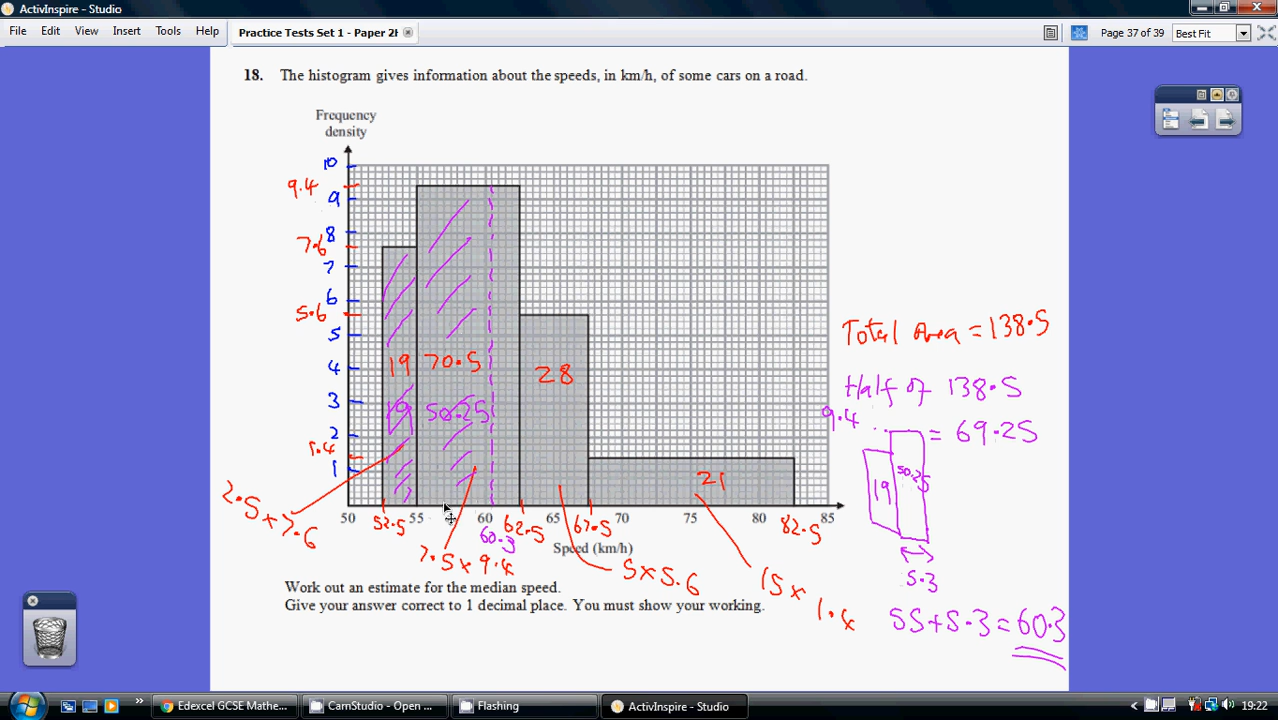 ActivInspire - Studio
File Edit View Insert Tools Help
Practice Tests Set 1 - Paper 2H
Page 37 of 39
Best Fit
18. The histogram gives information about the speeds, in km/h, of some cars on a road.
Frequency
density
10
9.4
9
8
7.6
7
6
5.6
5
4
3
2
1.4
1
19 70.5 28 21
19 50.25
50 52.5 55 60 62.5 65 67.5 70 75 80 82.5 85
60.3
Speed (km/h)
2.5 + 7.6
7.5 x 9.4
5 x 5.6
15 x
1.4
Total Area = 138.5
Half of 138.5
= 69.25
9.4
19 50.25
5.3
55 + 5.3 = 60.3
Work out an estimate for the median speed.
Give your answer correct to 1 decimal place. You must show your working.
Edexcel GCSE Mathe...
CamStudio - Open ...
Flashing
ActivInspire - Studio
19:22